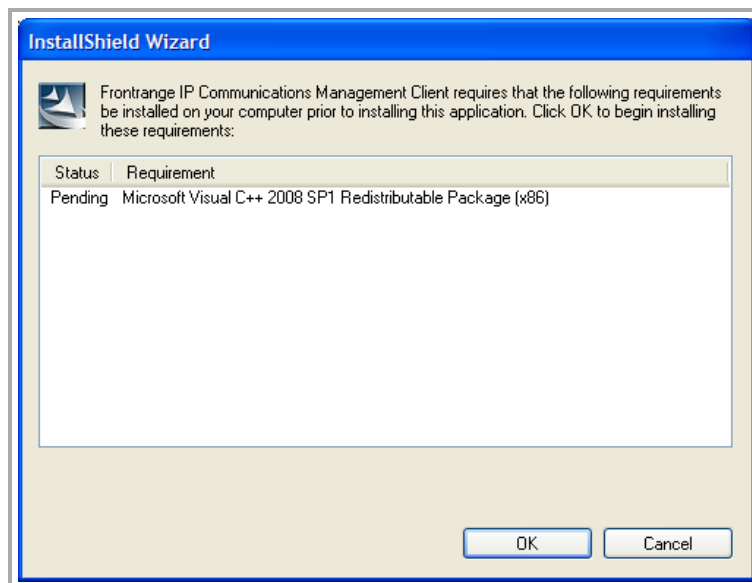 InstallShield Wizard
Frontrange IP Communications Management Client requires that the following requirements
be installed on your computer prior to installing this application. Click OK to begin installing
these requirements:
Status Requirement
Pending Microsoft Visual C++ 2008 SP1 Redistributable Package (x86)
OK Cancel